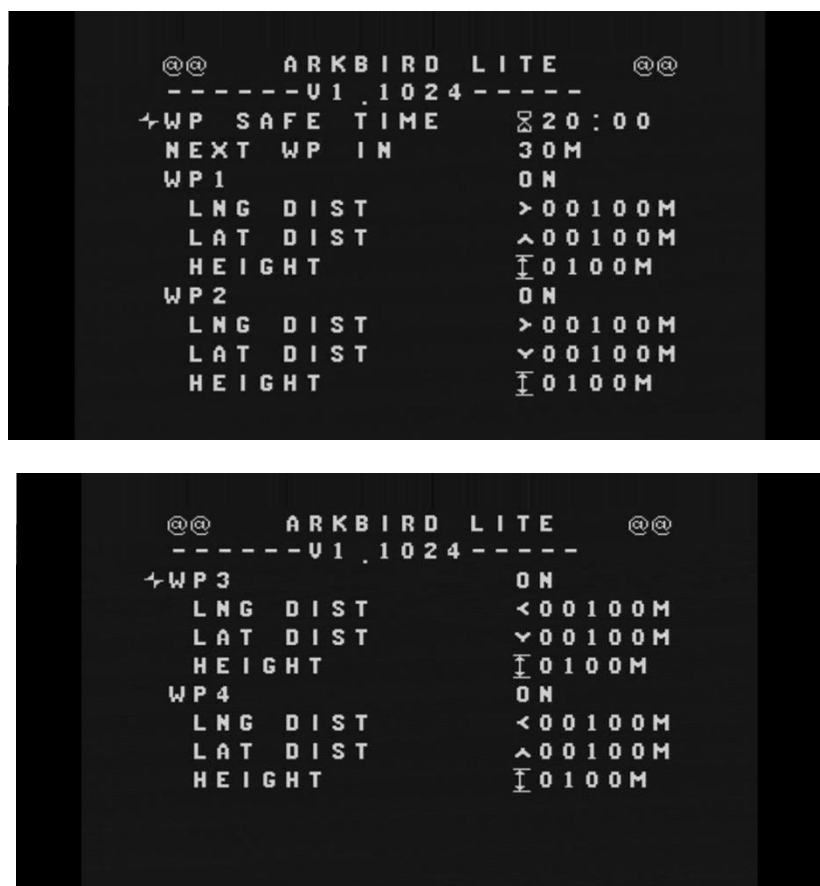 @@ ARKBIRD LITE @@
------V1.1024-----
WP SAFE TIME 20:00
NEXT WP IN 30M
WP1 ON
LNG DIST >00100M
LAT DIST ^00100M
HEIGHT 0100M
WP2 ON
LNG DIST >00100M
LAT DIST ˅00100M
HEIGHT 0100M
@@ ARKBIRD LITE @@
------V1.1024-----
WP3 ON
LNG DIST <00100M
LAT DIST ˅00100M
HEIGHT 0100M
WP4 ON
LNG DIST <00100M
LAT DIST ^00100M
HEIGHT 0100M